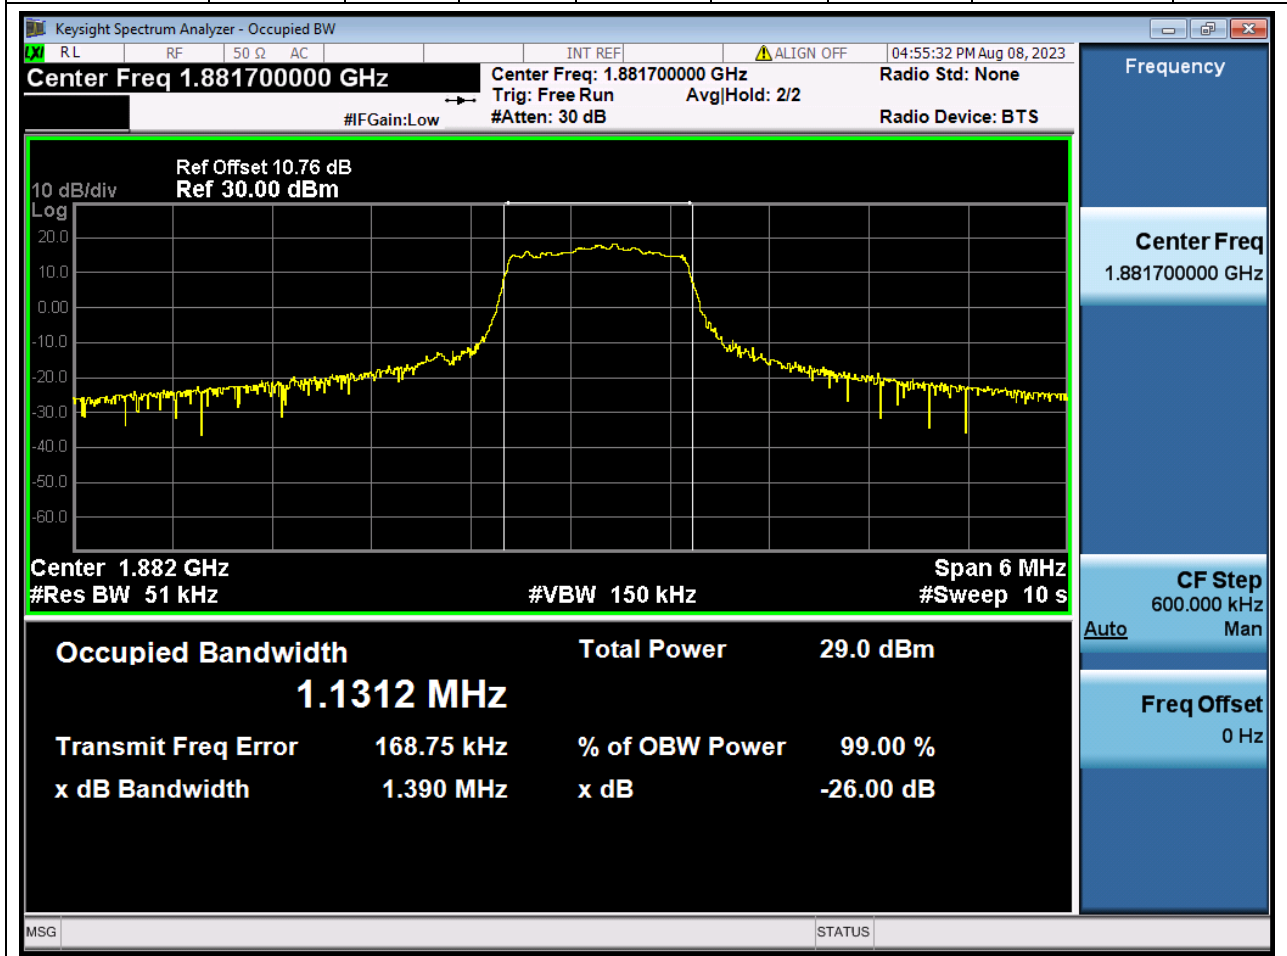 Keysight Spectrum Analyzer - Occupied BW
LXI RL RF 50 Ω AC INT REF ALIGN OFF 04:55:32 PM Aug 08, 2023
Center Freq 1.881700000 GHz
Center Freq: 1.881700000 GHz Radio Std: None
Trig: Free Run Avg|Hold: 2/2
#IFGain:Low #Atten: 30 dB Radio Device: BTS
Ref Offset 10.76 dB
10 dB/div Ref 30.00 dBm
Log
20.0
10.0
0.00
-10.0
-20.0
-30.0
-40.0
-50.0
-60.0
Center 1.882 GHz Span 6 MHz
#Res BW 51 kHz #VBW 150 kHz #Sweep 10 s
Occupied Bandwidth Total Power 29.0 dBm
1.1312 MHz
Transmit Freq Error 168.75 kHz % of OBW Power 99.00 %
x dB Bandwidth 1.390 MHz x dB -26.00 dB
Frequency
Center Freq
1.881700000 GHz
CF Step
600.000 kHz
Auto Man
Freq Offset
0 Hz
MSG STATUS